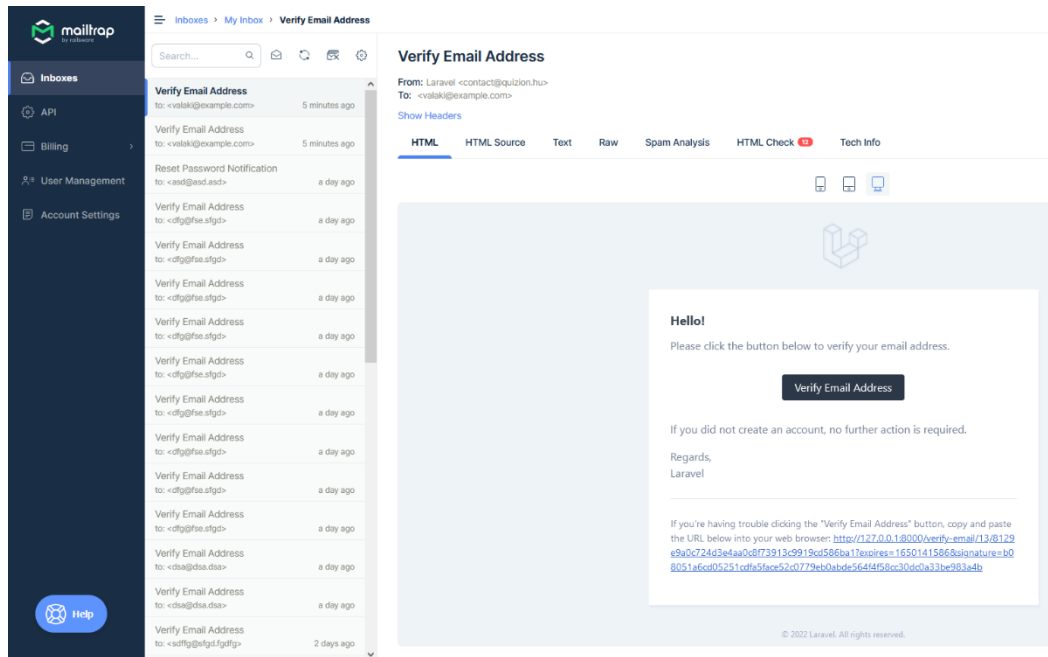 mailtrap
by railsware
Inboxes
API
Billing
User Management
Account Settings
Help
Inboxes > My Inbox > Verify Email Address
Search...
Verify Email Address
to: <valaki@example.com> 5 minutes ago
Verify Email Address
to: <valaki@example.com> 5 minutes ago
Reset Password Notification
to: <asd@asd.asd> a day ago
Verify Email Address
to: <dfg@fse.sfgd> a day ago
Verify Email Address
to: <dfg@fse.sfgd> a day ago
Verify Email Address
to: <dfg@fse.sfgd> a day ago
Verify Email Address
to: <dfg@fse.sfgd> a day ago
Verify Email Address
to: <dfg@fse.sfgd> a day ago
Verify Email Address
to: <dfg@fse.sfgd> a day ago
Verify Email Address
to: <dfg@fse.sfgd> a day ago
Verify Email Address
to: <dfg@fse.sfgd> a day ago
Verify Email Address
to: <dfg@fse.sfgd> a day ago
Verify Email Address
to: <dsa@dsa.dsa> a day ago
Verify Email Address
to: <dsa@dsa.dsa> a day ago
Verify Email Address
to: <sdffg@sfgd.fgdfg> 2 days ago
Verify Email Address
From: Laravel <contact@quizion.hu>
To: <valaki@example.com>
Show Headers
HTML HTML Source Text Raw Spam Analysis HTML Check 12 Tech Info
Hello!
Please click the button below to verify your email address.
Verify Email Address
If you did not create an account, no further action is required.
Regards,
Laravel
If you're having trouble clicking the "Verify Email Address" button, copy and paste
the URL below into your web browser: http://127.0.0.1:8000/verify-email/13/8129
e9a0c724d3e4aa0c8f73913c9919cd586ba1?expires=1650141586&signature=b0
8051a6cd05251cdfa5face52c0779eb0abde564f4f58cc30dc0a33be983a4b
© 2022 Laravel. All rights reserved.